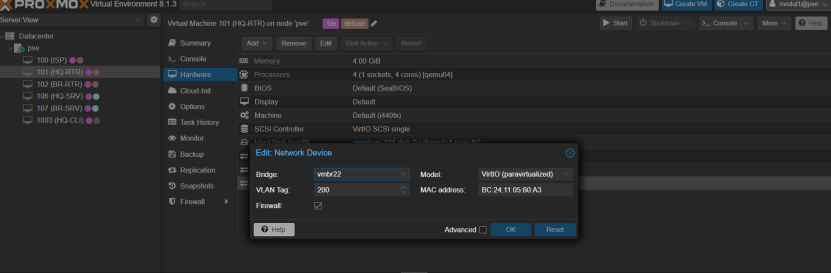 PROXMOX Virtual Environment 8.1.3 Search Documentation Create VM Create CT modul1@pve
Server View Virtual Machine 101 (HQ-RTR) on node 'pve' 1m debian Start Shutdown Console More Help
Datacenter
pve
100 (ISP)
101 (HQ-RTR)
102 (BR-RTR)
106 (HQ-SRV)
107 (BR-SRV)
1003 (HQ-CLI)
Summary
Console
Hardware
Cloud-Init
Options
Task History
Monitor
Backup
Replication
Snapshots
Firewall
Add Remove Edit Disk Action Revert
Memory 4.00 GiB
Processors 4 (1 sockets, 4 cores) [qemu64]
BIOS Default (SeaBIOS)
Display Default
Machine Default (i440fx)
SCSI Controller VirtIO SCSI single
Edit: Network Device
Bridge: vmbr22 Model: VirtIO (paravirtualized)
VLAN Tag: 200 MAC address: BC:24:11:05:60:A3
Firewall:
Help Advanced OK Reset